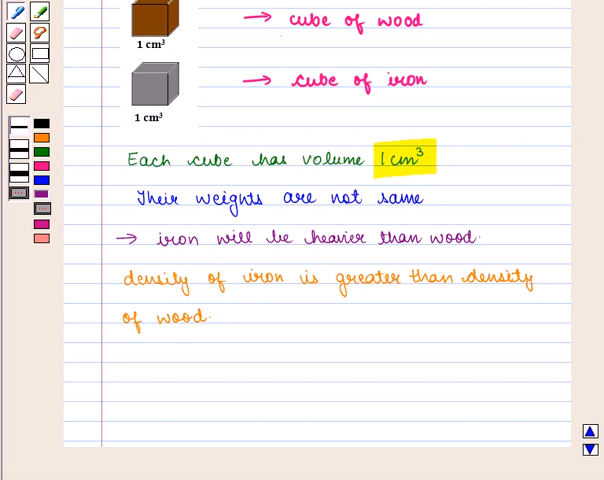 → cube of wood
1 cm³
→ cube of iron
1 cm³
Each cube has volume 1 cm³
Their weights are not same
→ iron will be heavier than wood.
density of iron is greater than density
of wood.